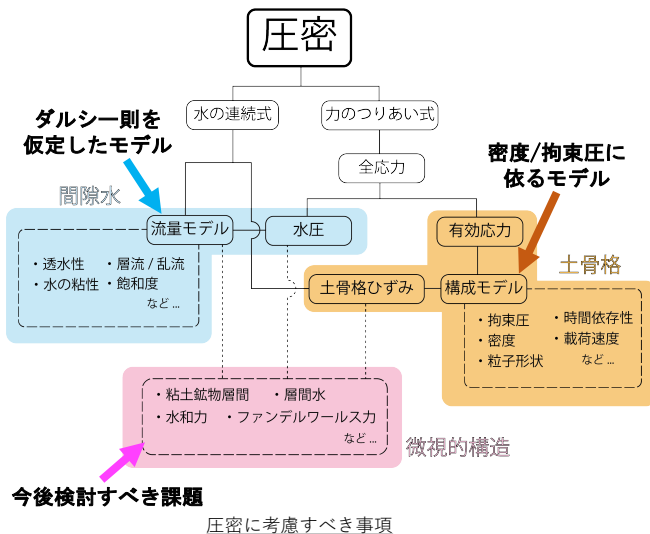 圧密
水の連続式
力のつりあい式
ダルシー則を
仮定したモデル
全応力
密度/拘束圧に
依るモデル
間隙水
流量モデル
水圧
有効応力
土骨格
・透水性 ・層流 / 乱流
・水の粘性 ・飽和度
など ...
土骨格ひずみ
構成モデル
・拘束圧 ・時間依存性
・密度 ・載荷速度
・粒子形状 など ...
・粘土鉱物層間 ・層間水
・水和力 ・ファンデルワールス力
など ...
微視的構造
今後検討すべき課題
圧密に考慮すべき事項